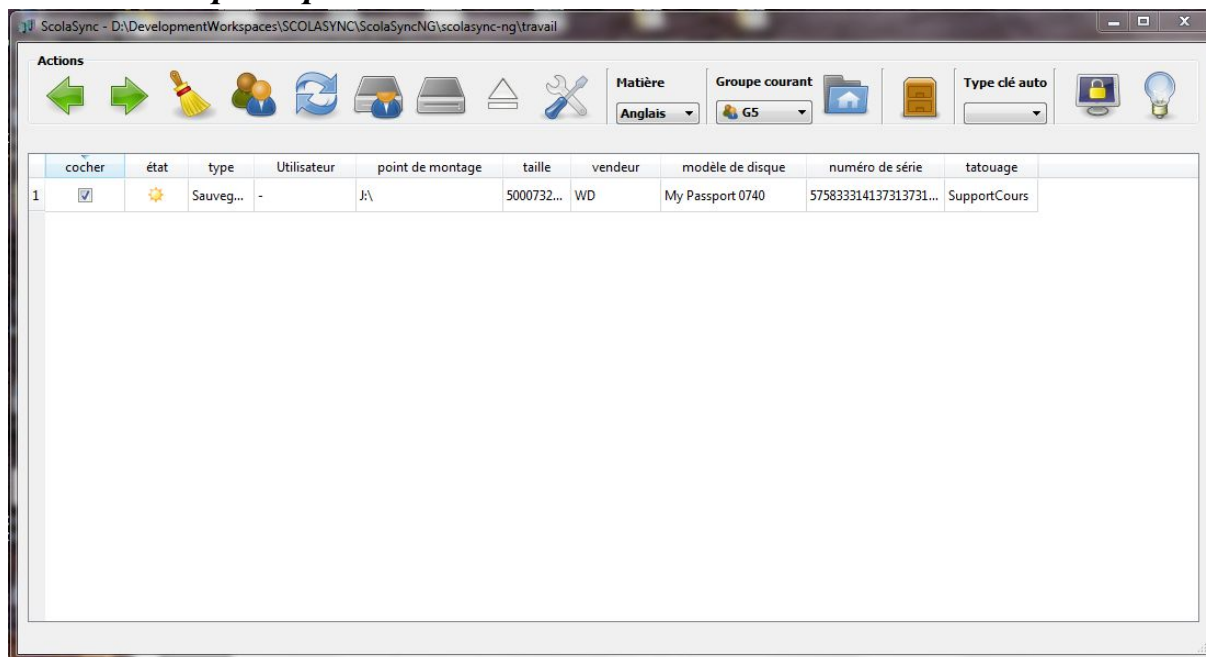 ScolaSync - D:\DevelopmentWorkspaces\SCOLASYNC\ScolaSyncNG\scolasync-ng\travail
Actions
Matière Groupe courant Type clé auto
Anglais G5
cocher état type Utilisateur point de montage taille vendeur modèle de disque numéro de série tatouage
1 Sauveg... - J:\ 5000732... WD My Passport 0740 575833314137313731... SupportCours